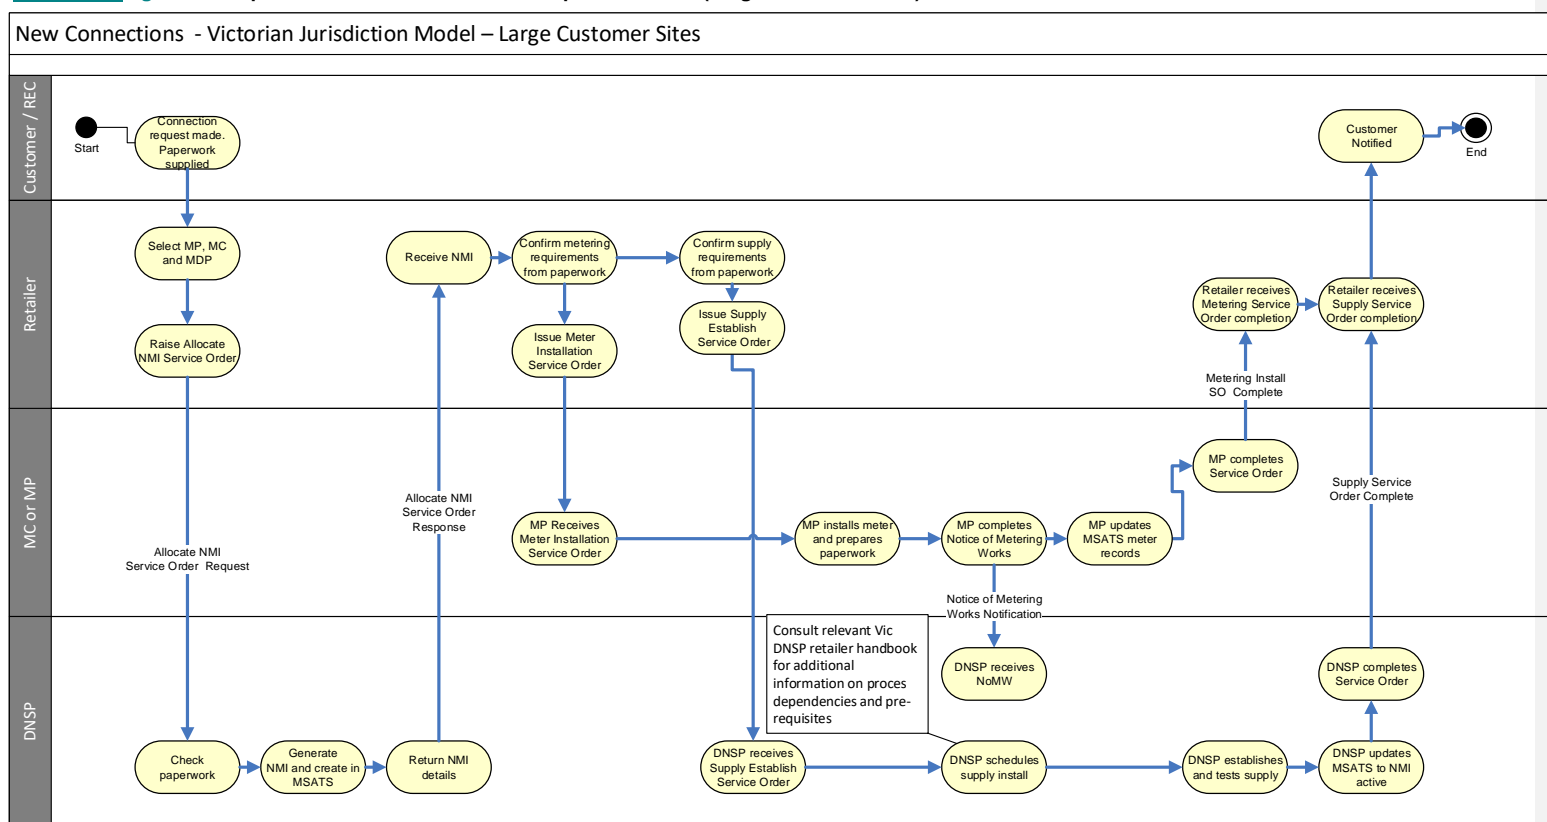 New Connections - Victorian Jurisdiction Model – Large Customer Sites
Customer / REC
Start
Connection
request made.
Paperwork
supplied
Customer
Notified
End
Retailer
Select MP, MC
and MDP
Raise Allocate
NMI Service Order
Receive NMI
Confirm metering
requirements
from paperwork
Confirm supply
requirements
from paperwork
Issue Meter
Installation
Service Order
Issue Supply
Establish
Service Order
Retailer receives
Metering Service
Order completion
Retailer receives
Supply Service
Order completion
Metering Install
SO Complete
MC or MP
Allocate NMI
Service Order Request
Allocate NMI
Service Order
Response
MP Receives
Meter Installation
Service Order
MP installs meter
and prepares
paperwork
MP completes
Notice of Metering
Works
MP updates
MSATS meter
records
MP completes
Service Order
Supply Service
Order Complete
Notice of Metering
Works Notification
DNSP
Consult relevant Vic
DNSP retailer handbook
for additional
information on proces
dependencies and pre-
requisites
DNSP receives
NoMW
DNSP completes
Service Order
Check
paperwork
Generate
NMI and create in
MSATS
Return NMI
details
DNSP receives
Supply Establish
Service Order
DNSP schedules
supply install
DNSP establishes
and tests supply
DNSP updates
MSATS to NMI
active